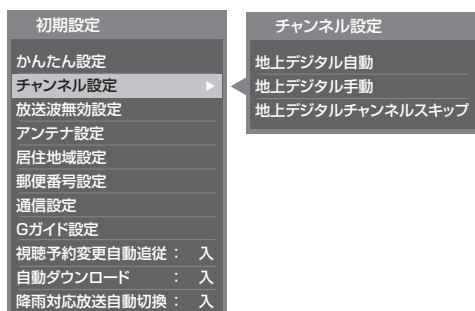 初期設定
かんたん設定
チャンネル設定
放送波無効設定
アンテナ設定
居住地域設定
郵便番号設定
通信設定
Gガイド設定
視聴予約変更自動追従： 入
自動ダウンロード ： 入
降雨対応放送自動切換： 入
チャンネル設定
地上デジタル自動
地上デジタル手動
地上デジタルチャンネルスキップ